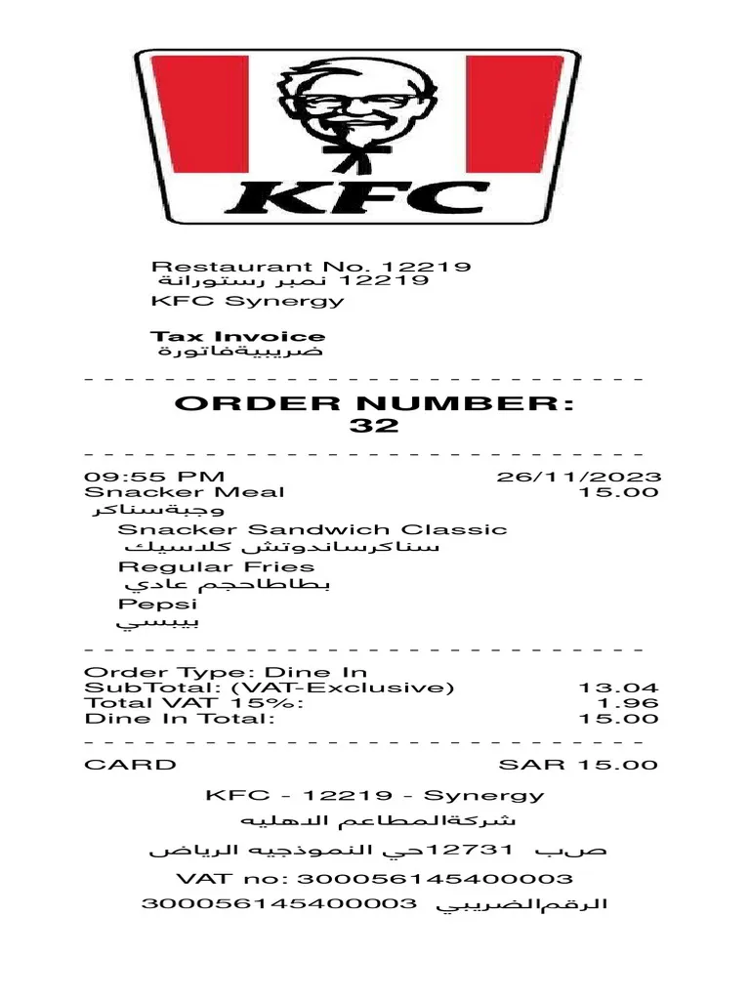 KFC
Restaurant No. 12219
نمبر رستورانة 12219
KFC Synergy
Tax Invoice
ضريبيةفاتورة
ORDER NUMBER:
32
09:55 PM 26/11/2023
Snacker Meal 15.00
وجبةسناكر
Snacker Sandwich Classic
سناكرساندوتش كلاسيك
Regular Fries
بطاطاحجم عادي
Pepsi
بيبسي
Order Type: Dine In
SubTotal: (VAT-Exclusive) 13.04
Total VAT 15%: 1.96
Dine In Total: 15.00
CARD SAR 15.00
KFC - 12219 - Synergy
شركةالمطاعم الاهليه
ص‌ب 12731حي النموذجيه الرياض
VAT no: 300056145400003
الرقم‌الضريبي 300056145400003